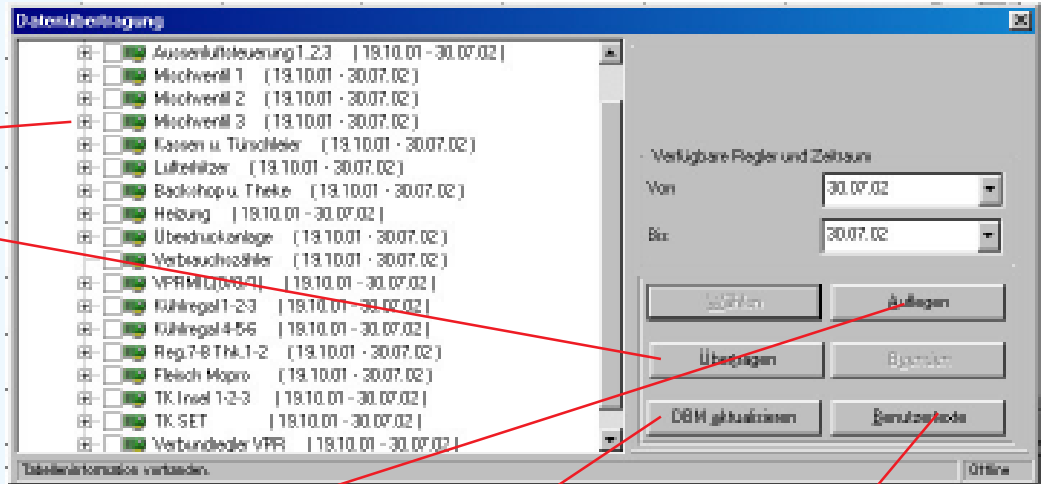 Datenübertragung
Aussenluftsteuerung 1,2,3 ( 19.10.01 - 30.07.02 )
Mischventil 1 ( 19.10.01 - 30.07.02 )
Mischventil 2 ( 19.10.01 - 30.07.02 )
Mischventil 3 ( 19.10.01 - 30.07.02 )
Kassen u. Türschleier ( 19.10.01 - 30.07.02 )
Lufterhitzer ( 19.10.01 - 30.07.02 )
Backshop u. Theke ( 19.10.01 - 30.07.02 )
Heizung ( 19.10.01 - 30.07.02 )
Überdruckanlage ( 19.10.01 - 30.07.02 )
Verbrauchszähler ( 19.10.01 - 30.07.02 )
( 19.10.01 - 30.07.02 )
Kühlregal 1-2-3 ( 19.10.01 - 30.07.02 )
Kühlregal 4-5-6 ( 19.10.01 - 30.07.02 )
Reg.7-8 Thk.1-2 ( 19.10.01 - 30.07.02 )
Fleisch Mopro ( 19.10.01 - 30.07.02 )
TK Insel 1-2-3 ( 19.10.01 - 30.07.02 )
TK SET ( 19.10.01 - 30.07.02 )
Verbundregler VPR ( 19.10.01 - 30.07.02 )
Verfügbare Regler und Zeitraum
Von 30.07.02
Bis 30.07.02
Wählen Auflegen
Übertragen Beenden
DBM aktualisieren Benutzertexte
Tabelleninformation vorhanden. Offline